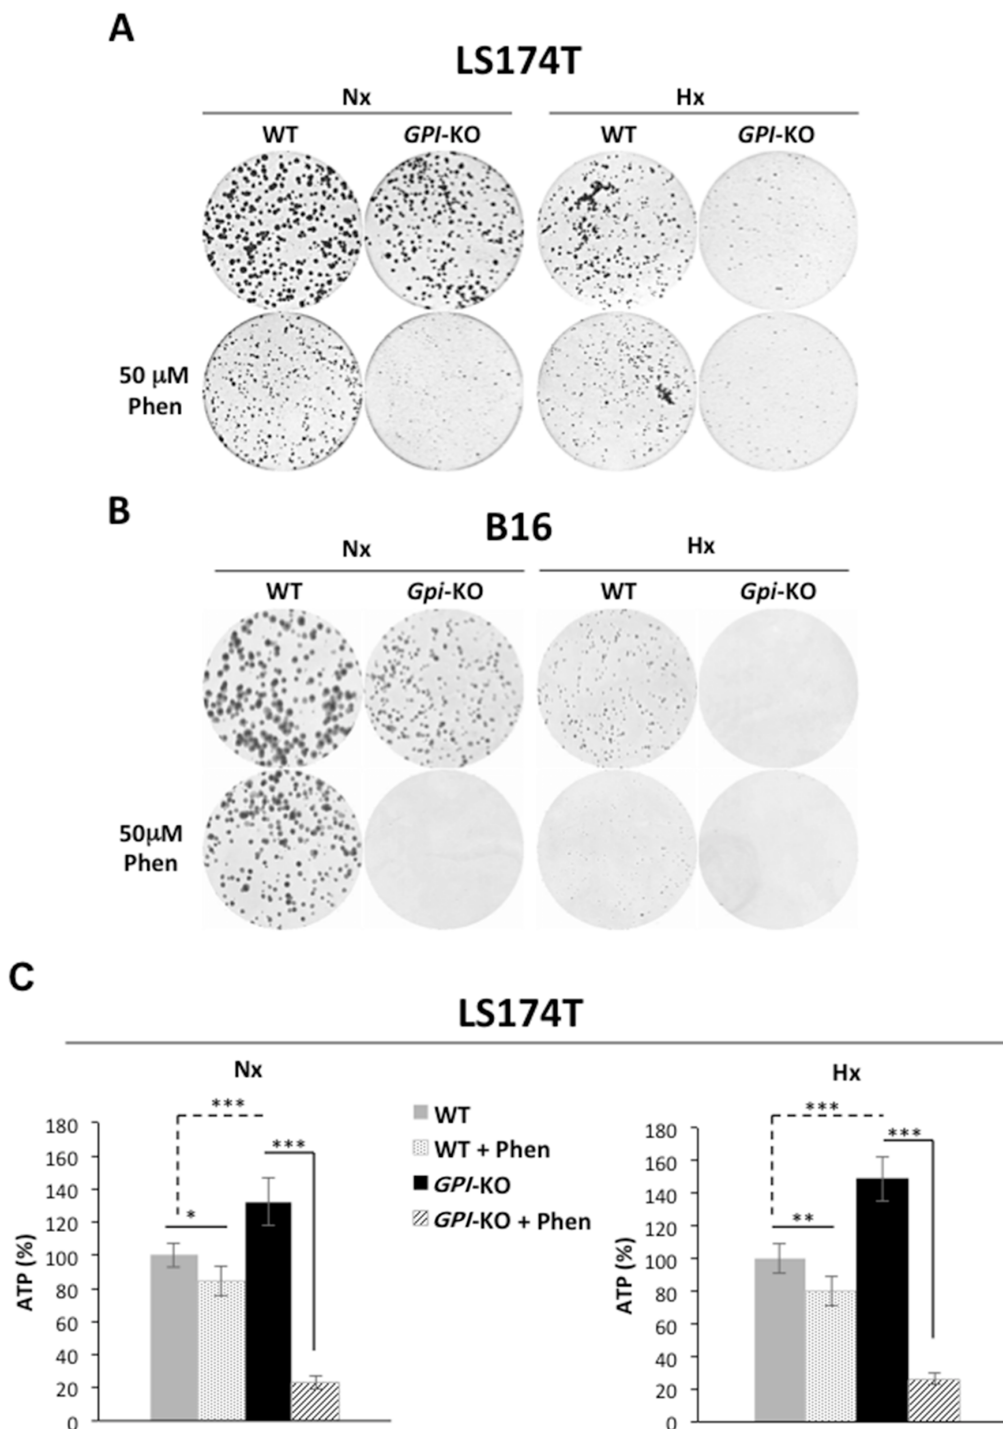 A
LS174T
Nx
Hx
WT
GPI-KO
WT
GPI-KO
50 μM
Phen
B
B16
Nx
Hx
WT
Gpi-KO
WT
Gpi-KO
50μM
Phen
C
LS174T
Nx
Hx
***
***
*
ATP (%)
180
160
140
120
100
80
60
40
20
0
WT
WT + Phen
GPI-KO
GPI-KO + Phen
***
***
**
ATP (%)
180
160
140
120
100
80
60
40
20
0